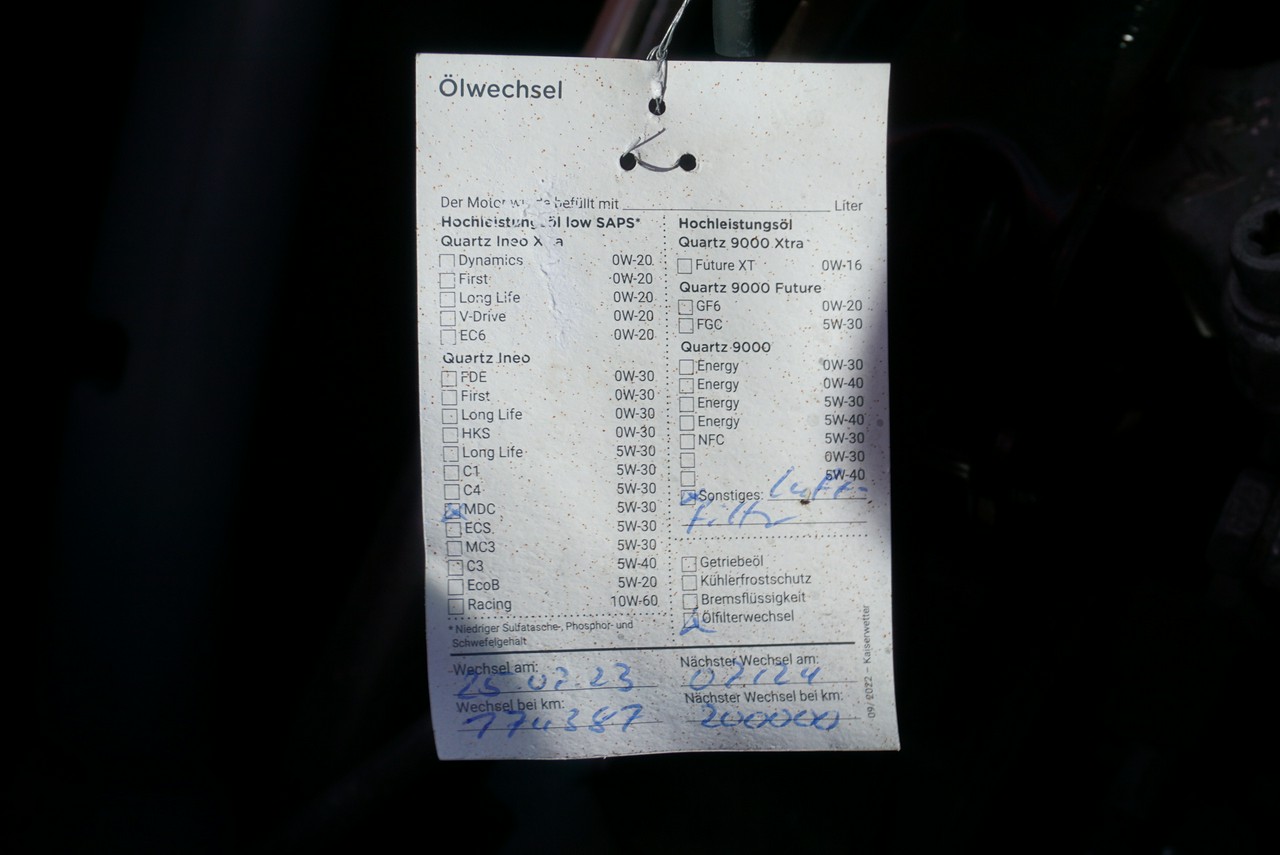 Ölwechsel
Der Motor wurde befüllt mit Liter
Hochleistungsöl low SAPS*
Quartz Ineo Xtra
Dynamics 0W-20
First 0W-20
Long Life 0W-20
V-Drive 0W-20
EC6 0W-20
Quartz Ineo
FDE 0W-30
First 0W-30
Long Life 0W-30
HKS 0W-30
Long Life 5W-30
C1 5W-30
C4 5W-30
MDC 5W-30
ECS 5W-30
MC3 5W-30
C3 5W-40
EcoB 5W-20
Racing 10W-60
* Niedriger Sulfatasche-, Phosphor- und
Schwefelgehalt
Hochleistungsöl
Quartz 9000 Xtra
Future XT 0W-16
Quartz 9000 Future
GF6 0W-20
FGC 5W-30
Quartz 9000
Energy 0W-30
Energy 0W-40
Energy 5W-30
Energy 5W-40
NFC 5W-30
0W-30
5W-40
Sonstiges: Luft-
filter
Getriebeöl
Kühlerfrostschutz
Bremsflüssigkeit
Ölfilterwechsel
Wechsel am: 25.07.23
Wechsel bei km: 174387
Nächster Wechsel am: 07/24
Nächster Wechsel bei km: 200000
09/2022 – Kaiserwetter